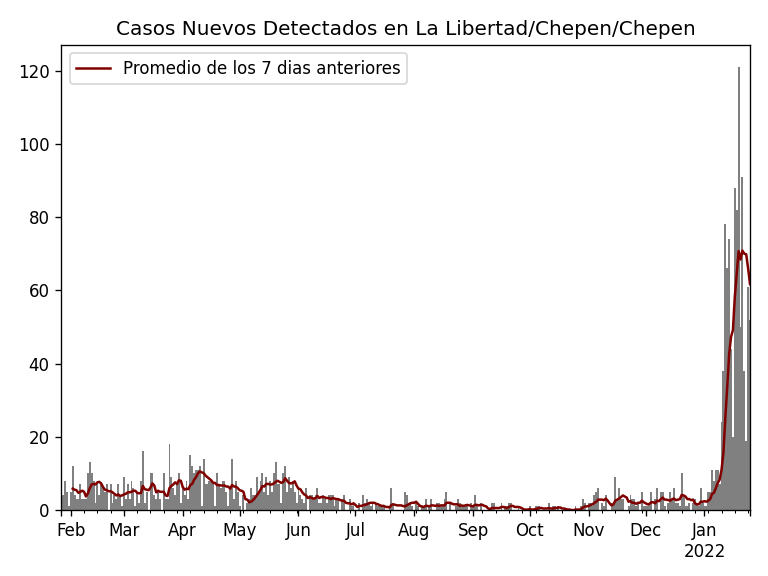 Casos Nuevos Detectados en La Libertad/Chepen/Chepen
Promedio de los 7 dias anteriores
120
100
80
60
40
20
0
Feb Mar Apr May Jun Jul Aug Sep Oct Nov Dec Jan
2022